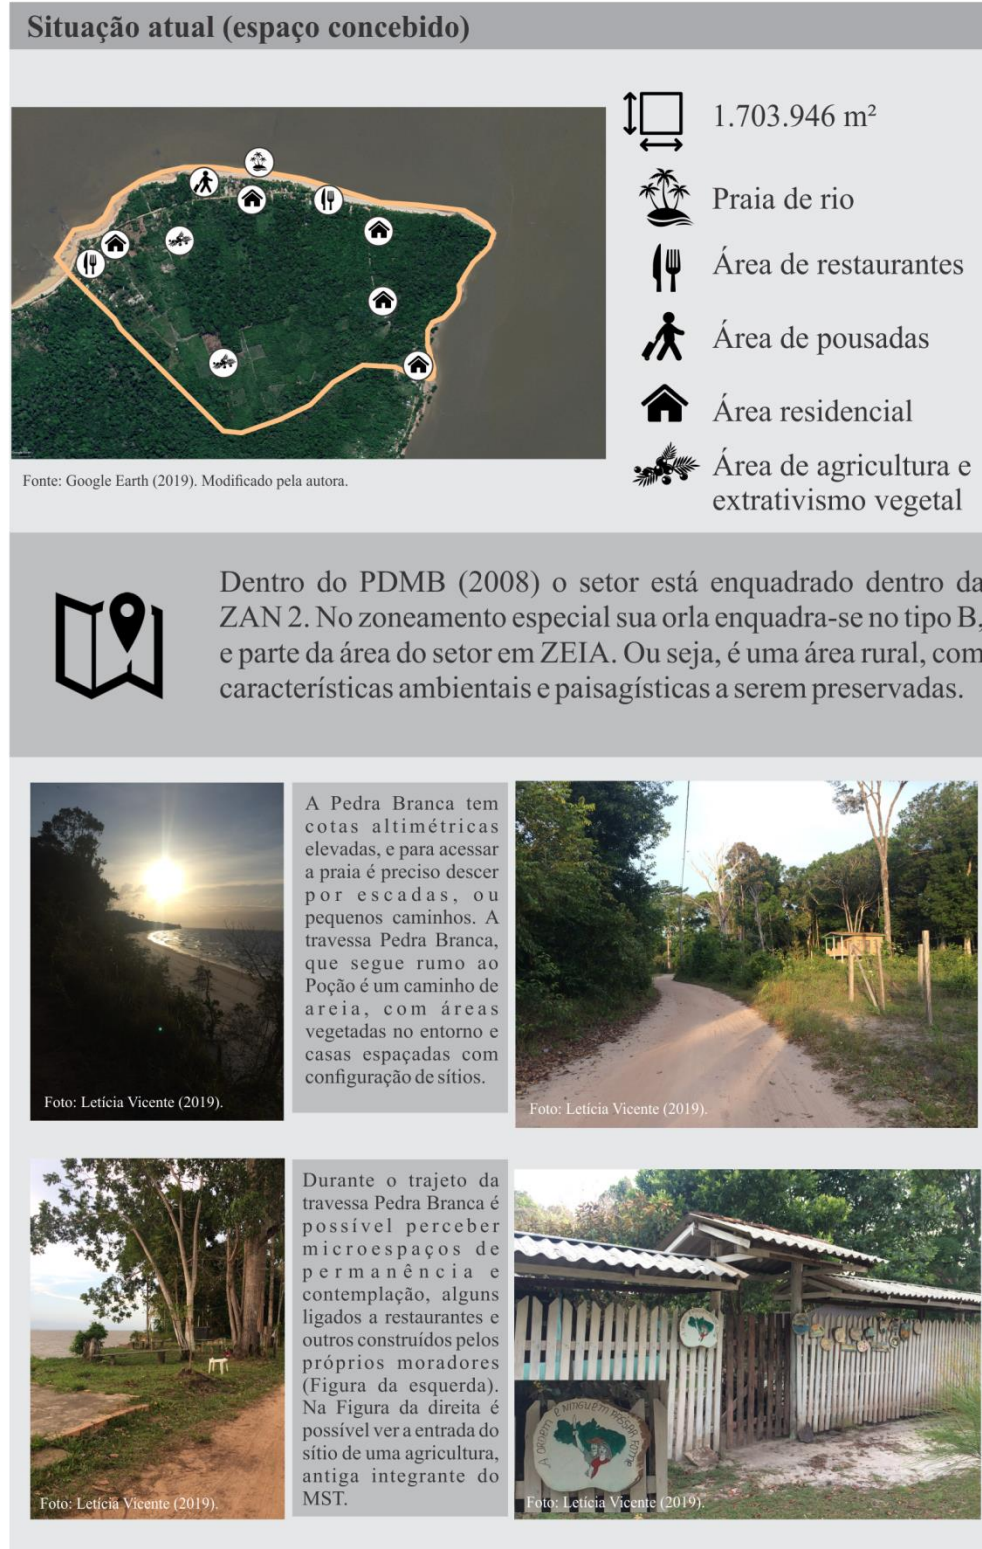 Situação atual (espaço concebido)
1.703.946 m²
Praia de rio
Área de restaurantes
Área de pousadas
Área residencial
Área de agricultura e
extrativismo vegetal
Fonte: Google Earth (2019). Modificado pela autora.
Dentro do PDMB (2008) o setor está enquadrado dentro da
ZAN 2. No zoneamento especial sua orla enquadra-se no tipo B,
e parte da área do setor em ZEIA. Ou seja, é uma área rural, com
características ambientais e paisagísticas a serem preservadas.
A Pedra Branca tem
cotas altimétricas
elevadas, e para acessar
a praia é preciso descer
por escadas, ou
pequenos caminhos. A
travessa Pedra Branca,
que segue rumo ao
Poção é um caminho de
areia, com áreas
vegetadas no entorno e
casas espaçadas com
configuração de sítios.
Foto: Letícia Vicente (2019).
Foto: Letícia Vicente (2019).
Durante o trajeto da
travessa Pedra Branca é
possível perceber
microespaços de
permanência e
contemplação, alguns
ligados a restaurantes e
outros construídos pelos
próprios moradores
(Figura da esquerda).
Na Figura da direita é
possível ver a entrada do
sítio de uma agricultura,
antiga integrante do
MST.
Foto: Letícia Vicente (2019).
A ORDEM É NINGUÉM PASSAR FOME
Foto: Letícia Vicente (2019).